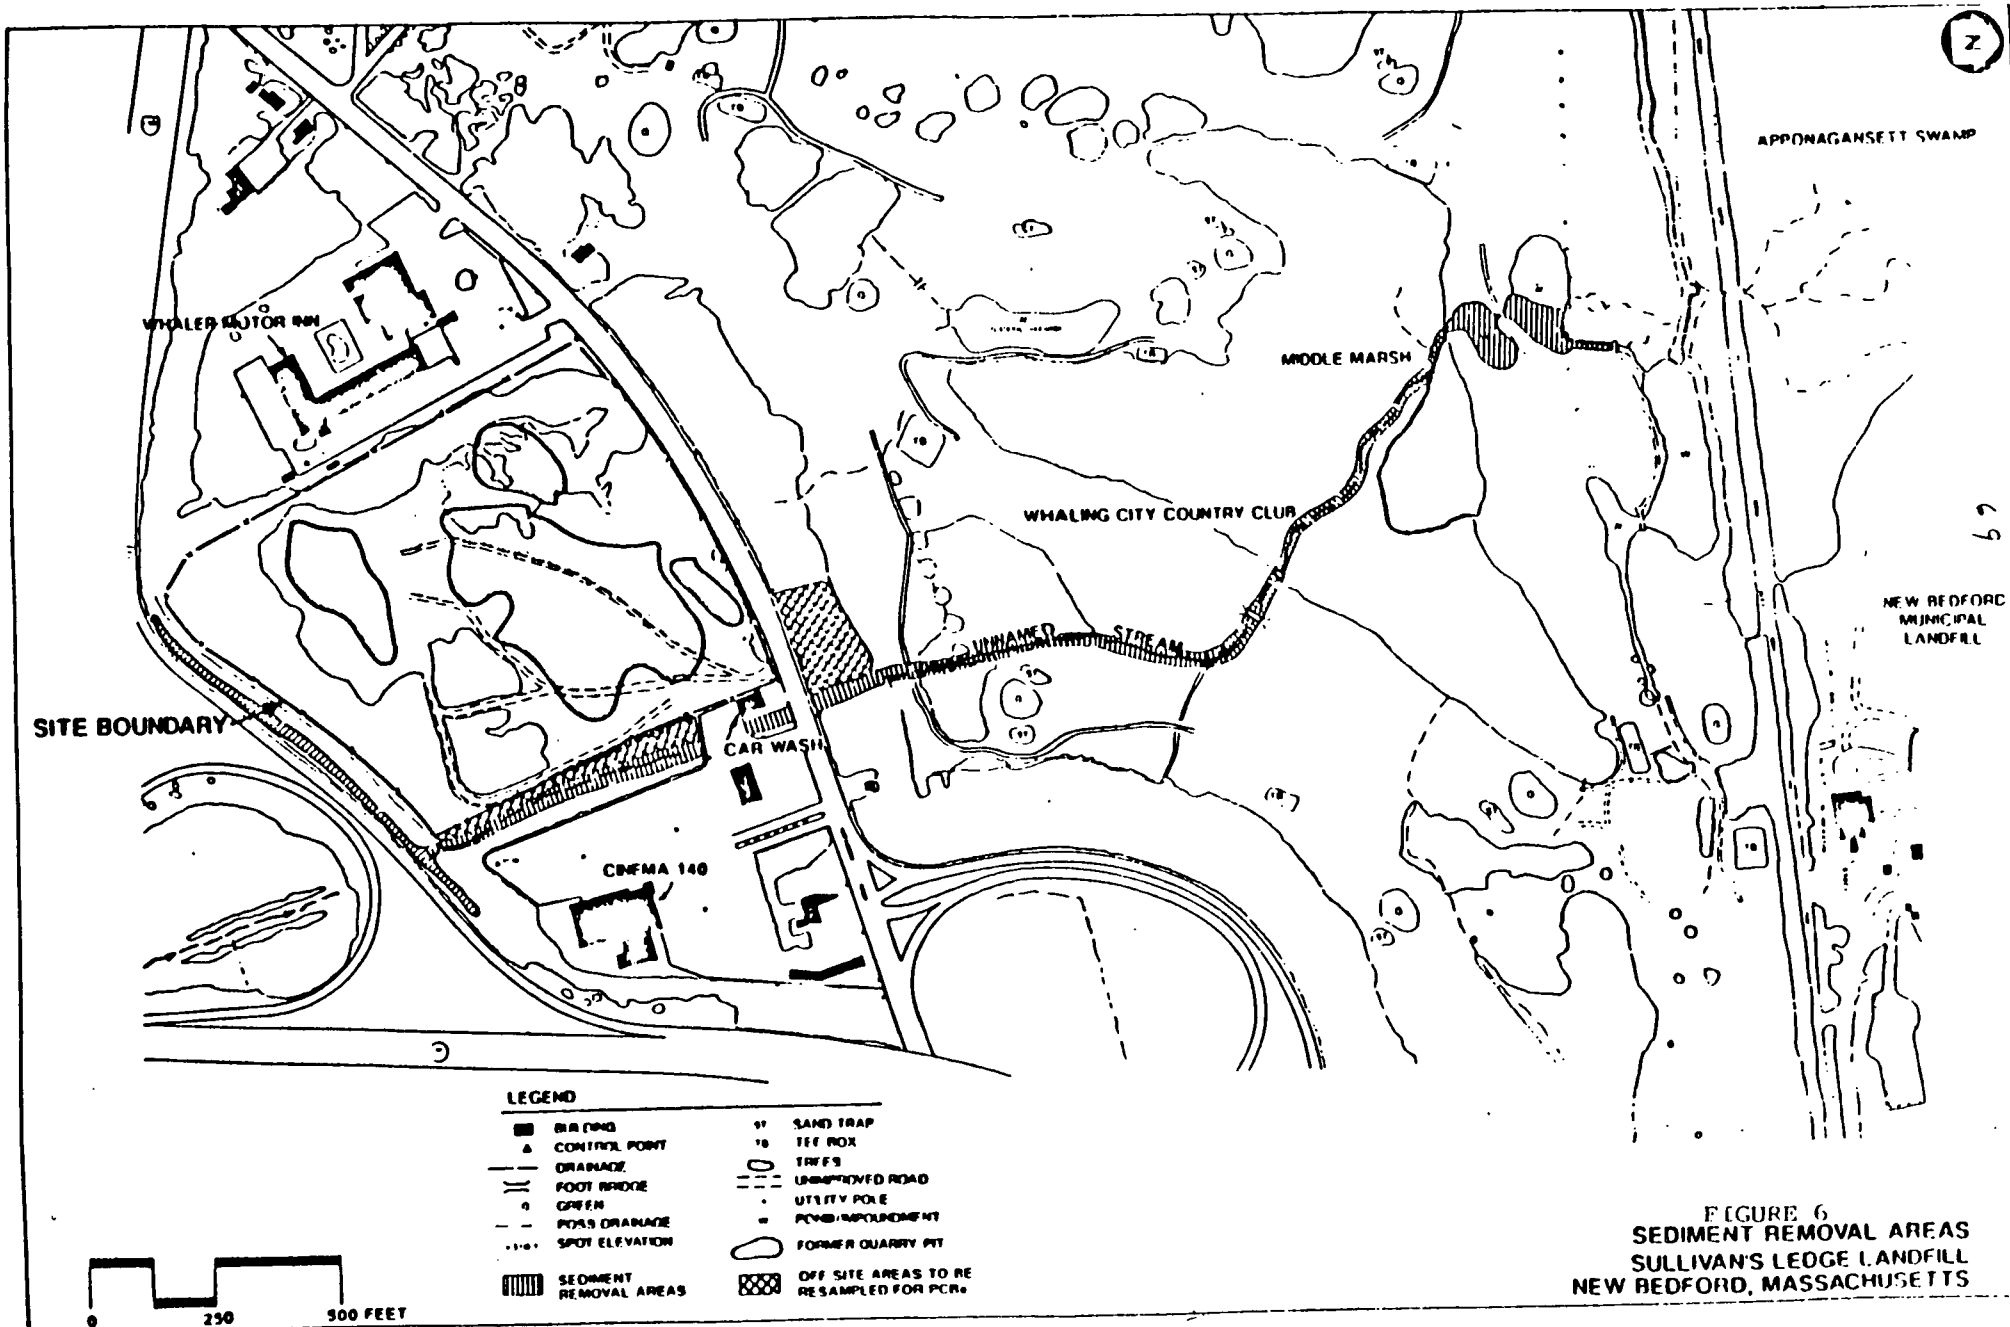 Z
APPONAGANSETT SWAMP
WHALER MOTOR INN
MIDDLE MARSH
WHALING CITY COUNTRY CLUB
69
NEW BEDFORD
MUNICIPAL
LANDFILL
UNNAMED STREAM
SITE BOUNDARY
CAR WASH
CINEMA 140
LEGEND
BUILDING
CONTROL POINT
DRAINAGE
FOOT BRIDGE
GREEN
POSS DRAINAGE
SPOT ELEVATION
SEDIMENT
REMOVAL AREAS
ST SAND TRAP
TB TEE BOX
TREES
UNIMPROVED ROAD
UTILITY POLE
POND/IMPOUNDMENT
FORMER QUARRY PIT
OFF SITE AREAS TO BE
RESAMPLED FOR PCBs
0 250 500 FEET
FIGURE 6
SEDIMENT REMOVAL AREAS
SULLIVAN'S LEDGE LANDFILL
NEW BEDFORD, MASSACHUSETTS